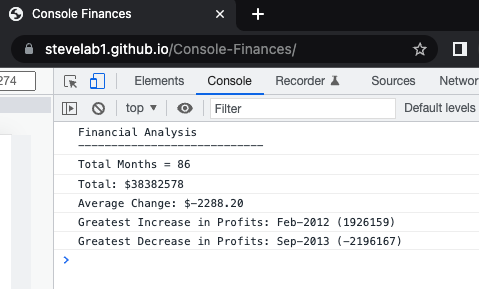 Console Finances
stevelab1.github.io/Console-Finances/
274
Elements Console Recorder Sources
top Filter Default levels
Financial Analysis
----------------------------
Total Months = 86
Total: $38382578
Average Change: $-2288.20
Greatest Increase in Profits: Feb-2012 (1926159)
Greatest Decrease in Profits: Sep-2013 (-2196167)